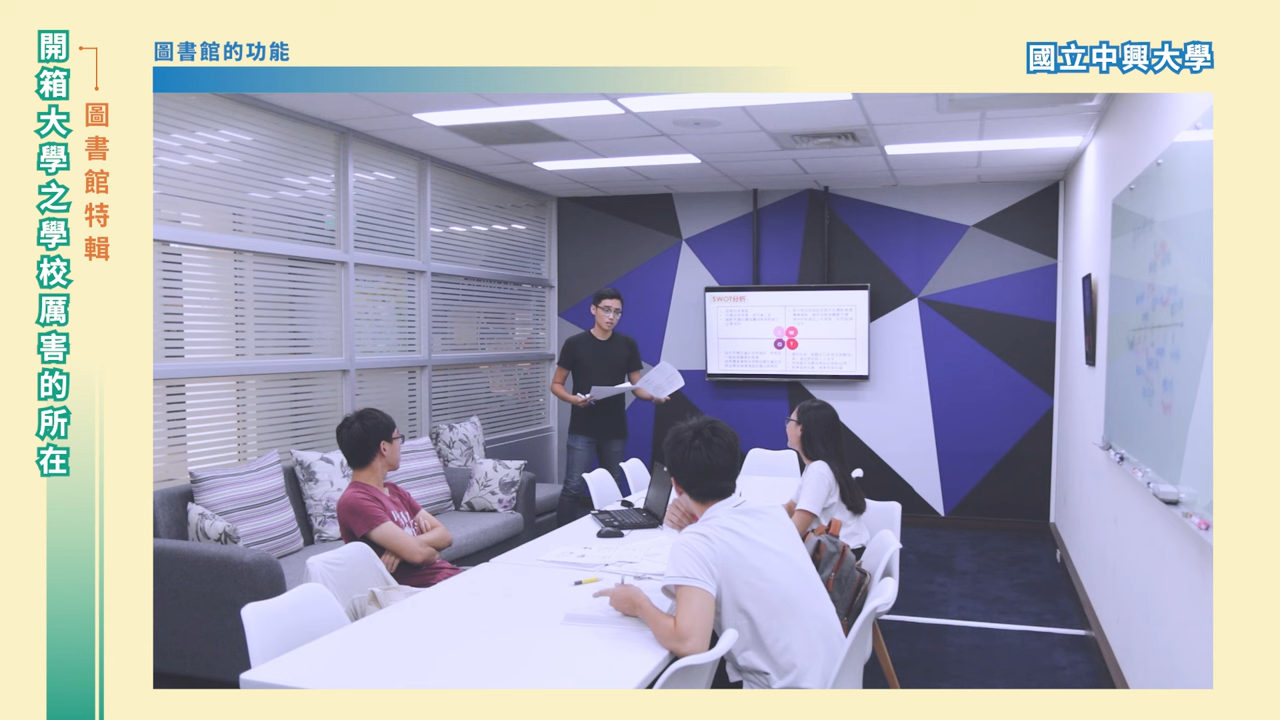 開箱大學之學校厲害的所在
圖書館特輯
圖書館的功能
國立中興大學
SWOT分析